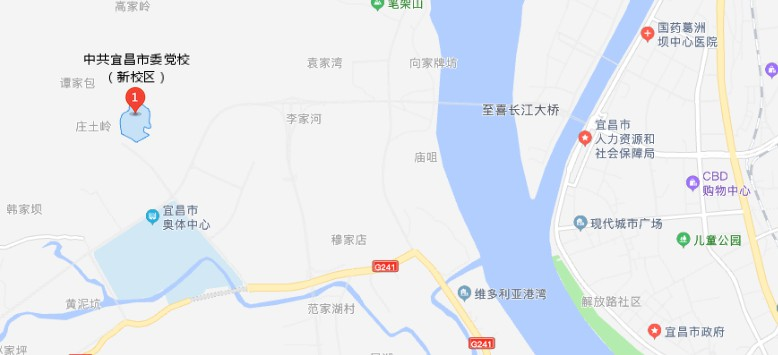 高家岭
笔架山
国药葛洲
坝中心医院
中共宜昌市委党校
（新校区）
袁家湾
向家牌坊
谭家包
1
至喜长江大桥
李家河
庄土岭
宜昌市
人力资源和
社会保障局
庙咀
CBD
购物中心
韩家坝
宜昌市
奥体中心
现代城市广场
穆家店
儿童公园
G241
维多利亚港湾
黄泥坑
范家湖村
解放路社区
宜昌市政府
G241
家坪